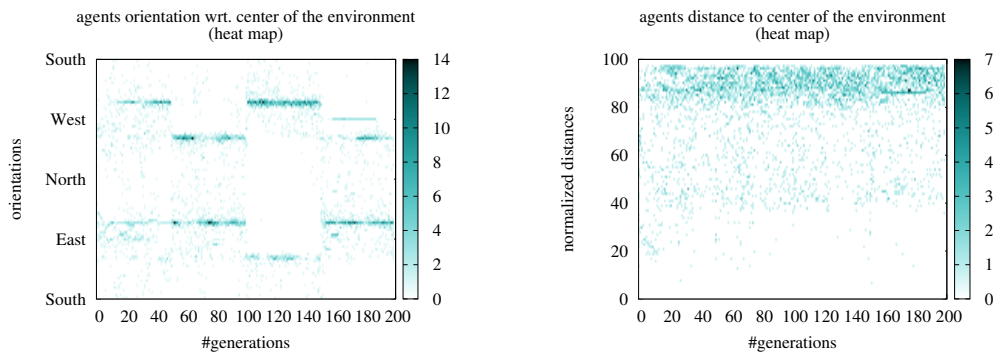 agents orientation wrt. center of the environment
(heat map)
South
West
North
East
South
orientations
0 20 40 60 80 100 120 140 160 180 200
#generations
14
12
10
8
6
4
2
0
agents distance to center of the environment
(heat map)
100
80
60
40
20
0
normalized distances
0 20 40 60 80 100 120 140 160 180 200
#generations
7
6
5
4
3
2
1
0